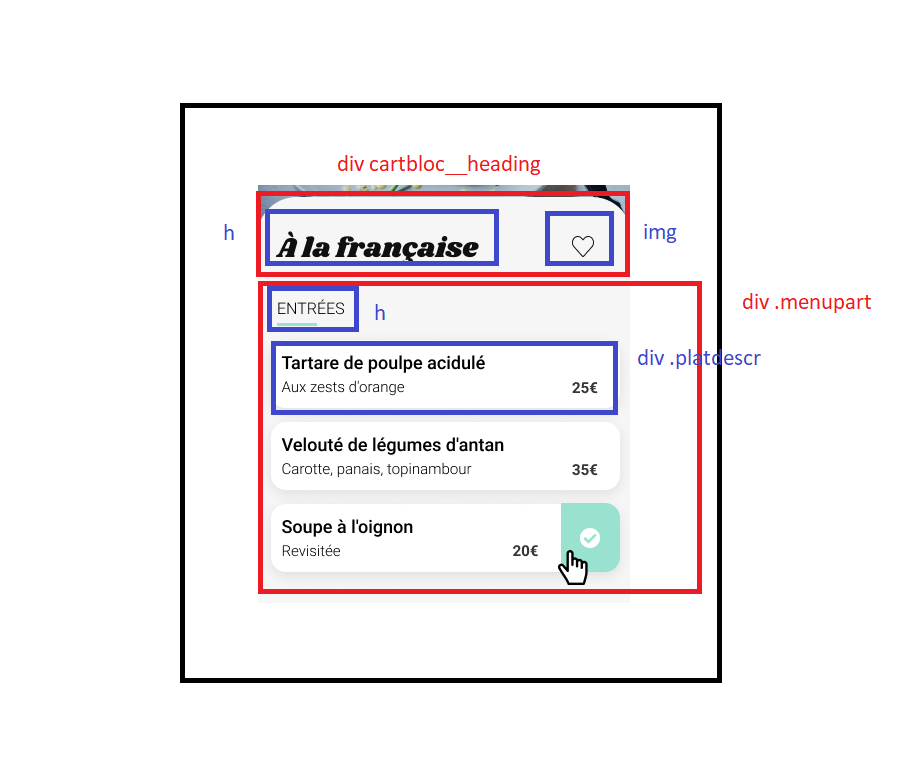 div cartbloc__heading
h
À la française
img
ENTRÉES
h
div .menupart
Tartare de poulpe acidulé
div .platdescr
Aux zests d'orange
25€
Velouté de légumes d'antan
Carotte, panais, topinambour
35€
Soupe à l'oignon
Revisitée
20€